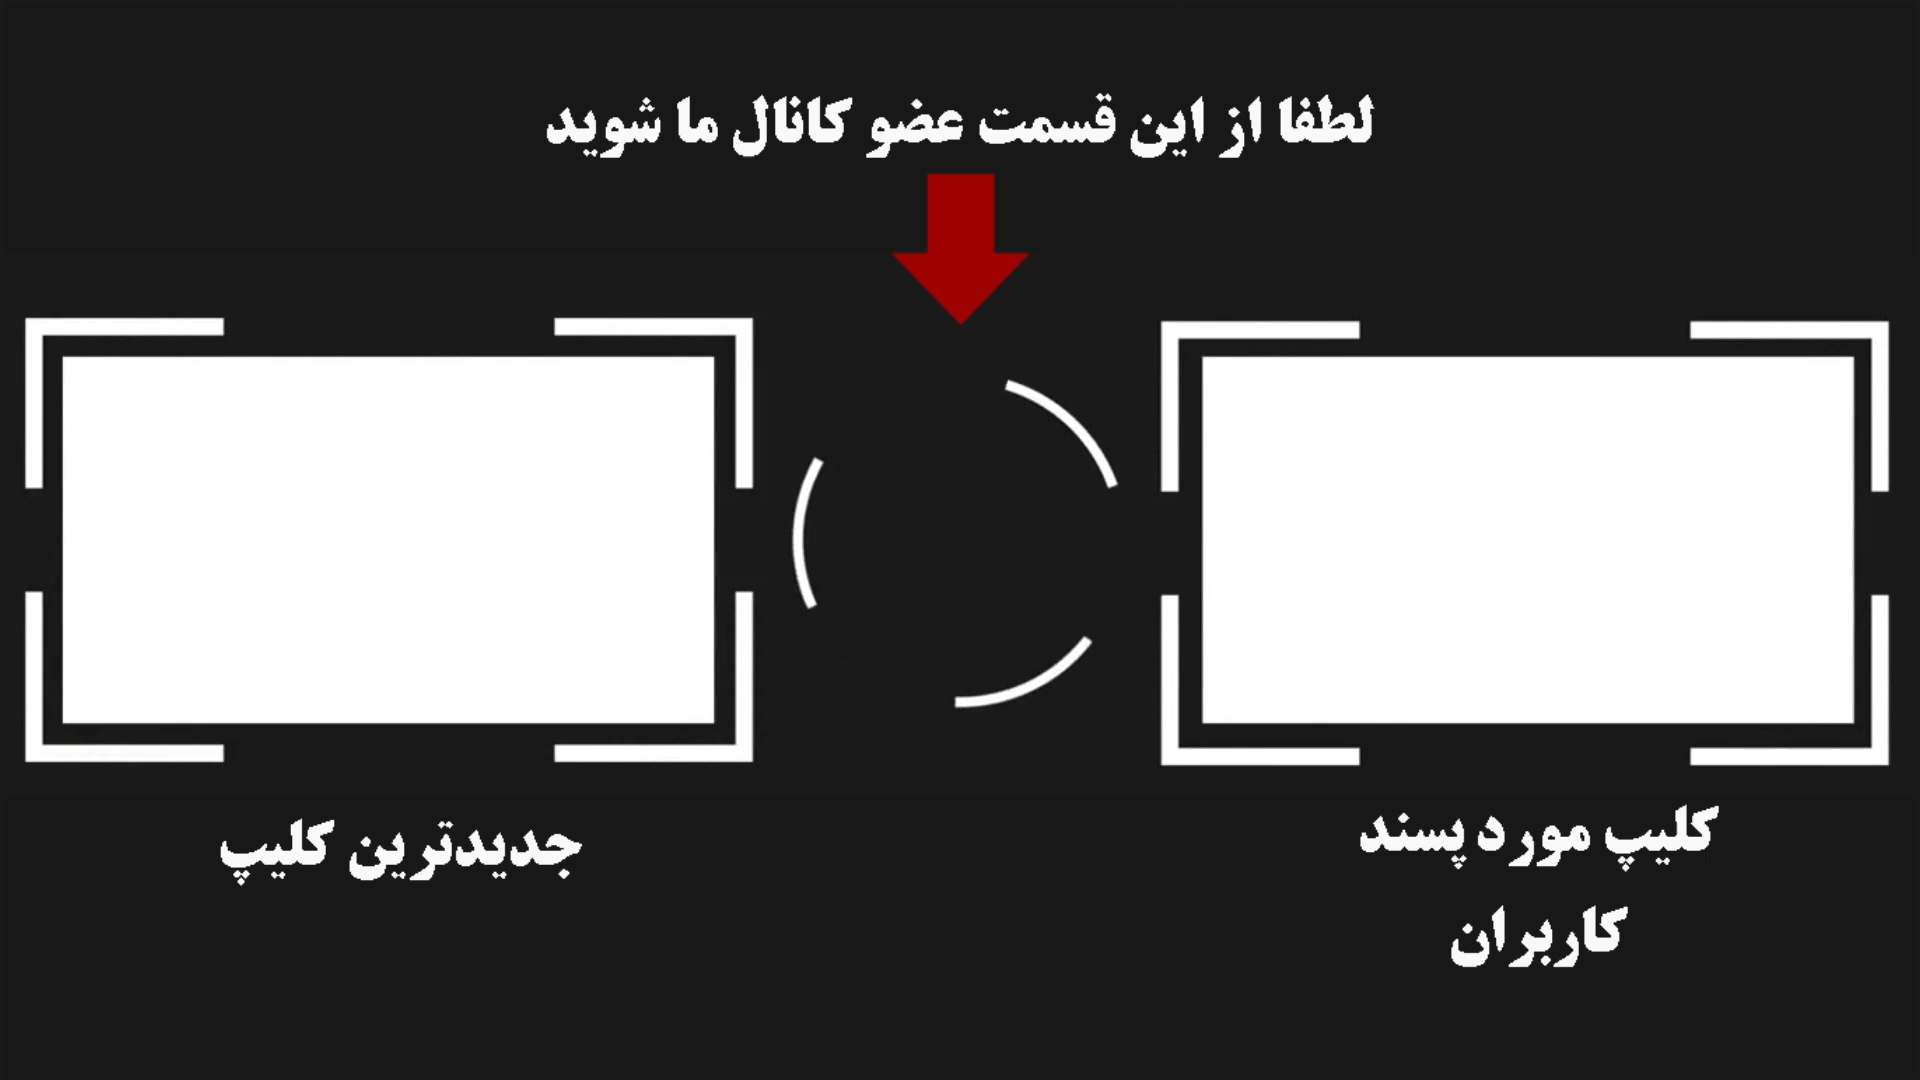 لطفا از این قسمت عضو کانال ما شوید
کلیپ مورد پسند
کاربران
جدیدترین کلیپ